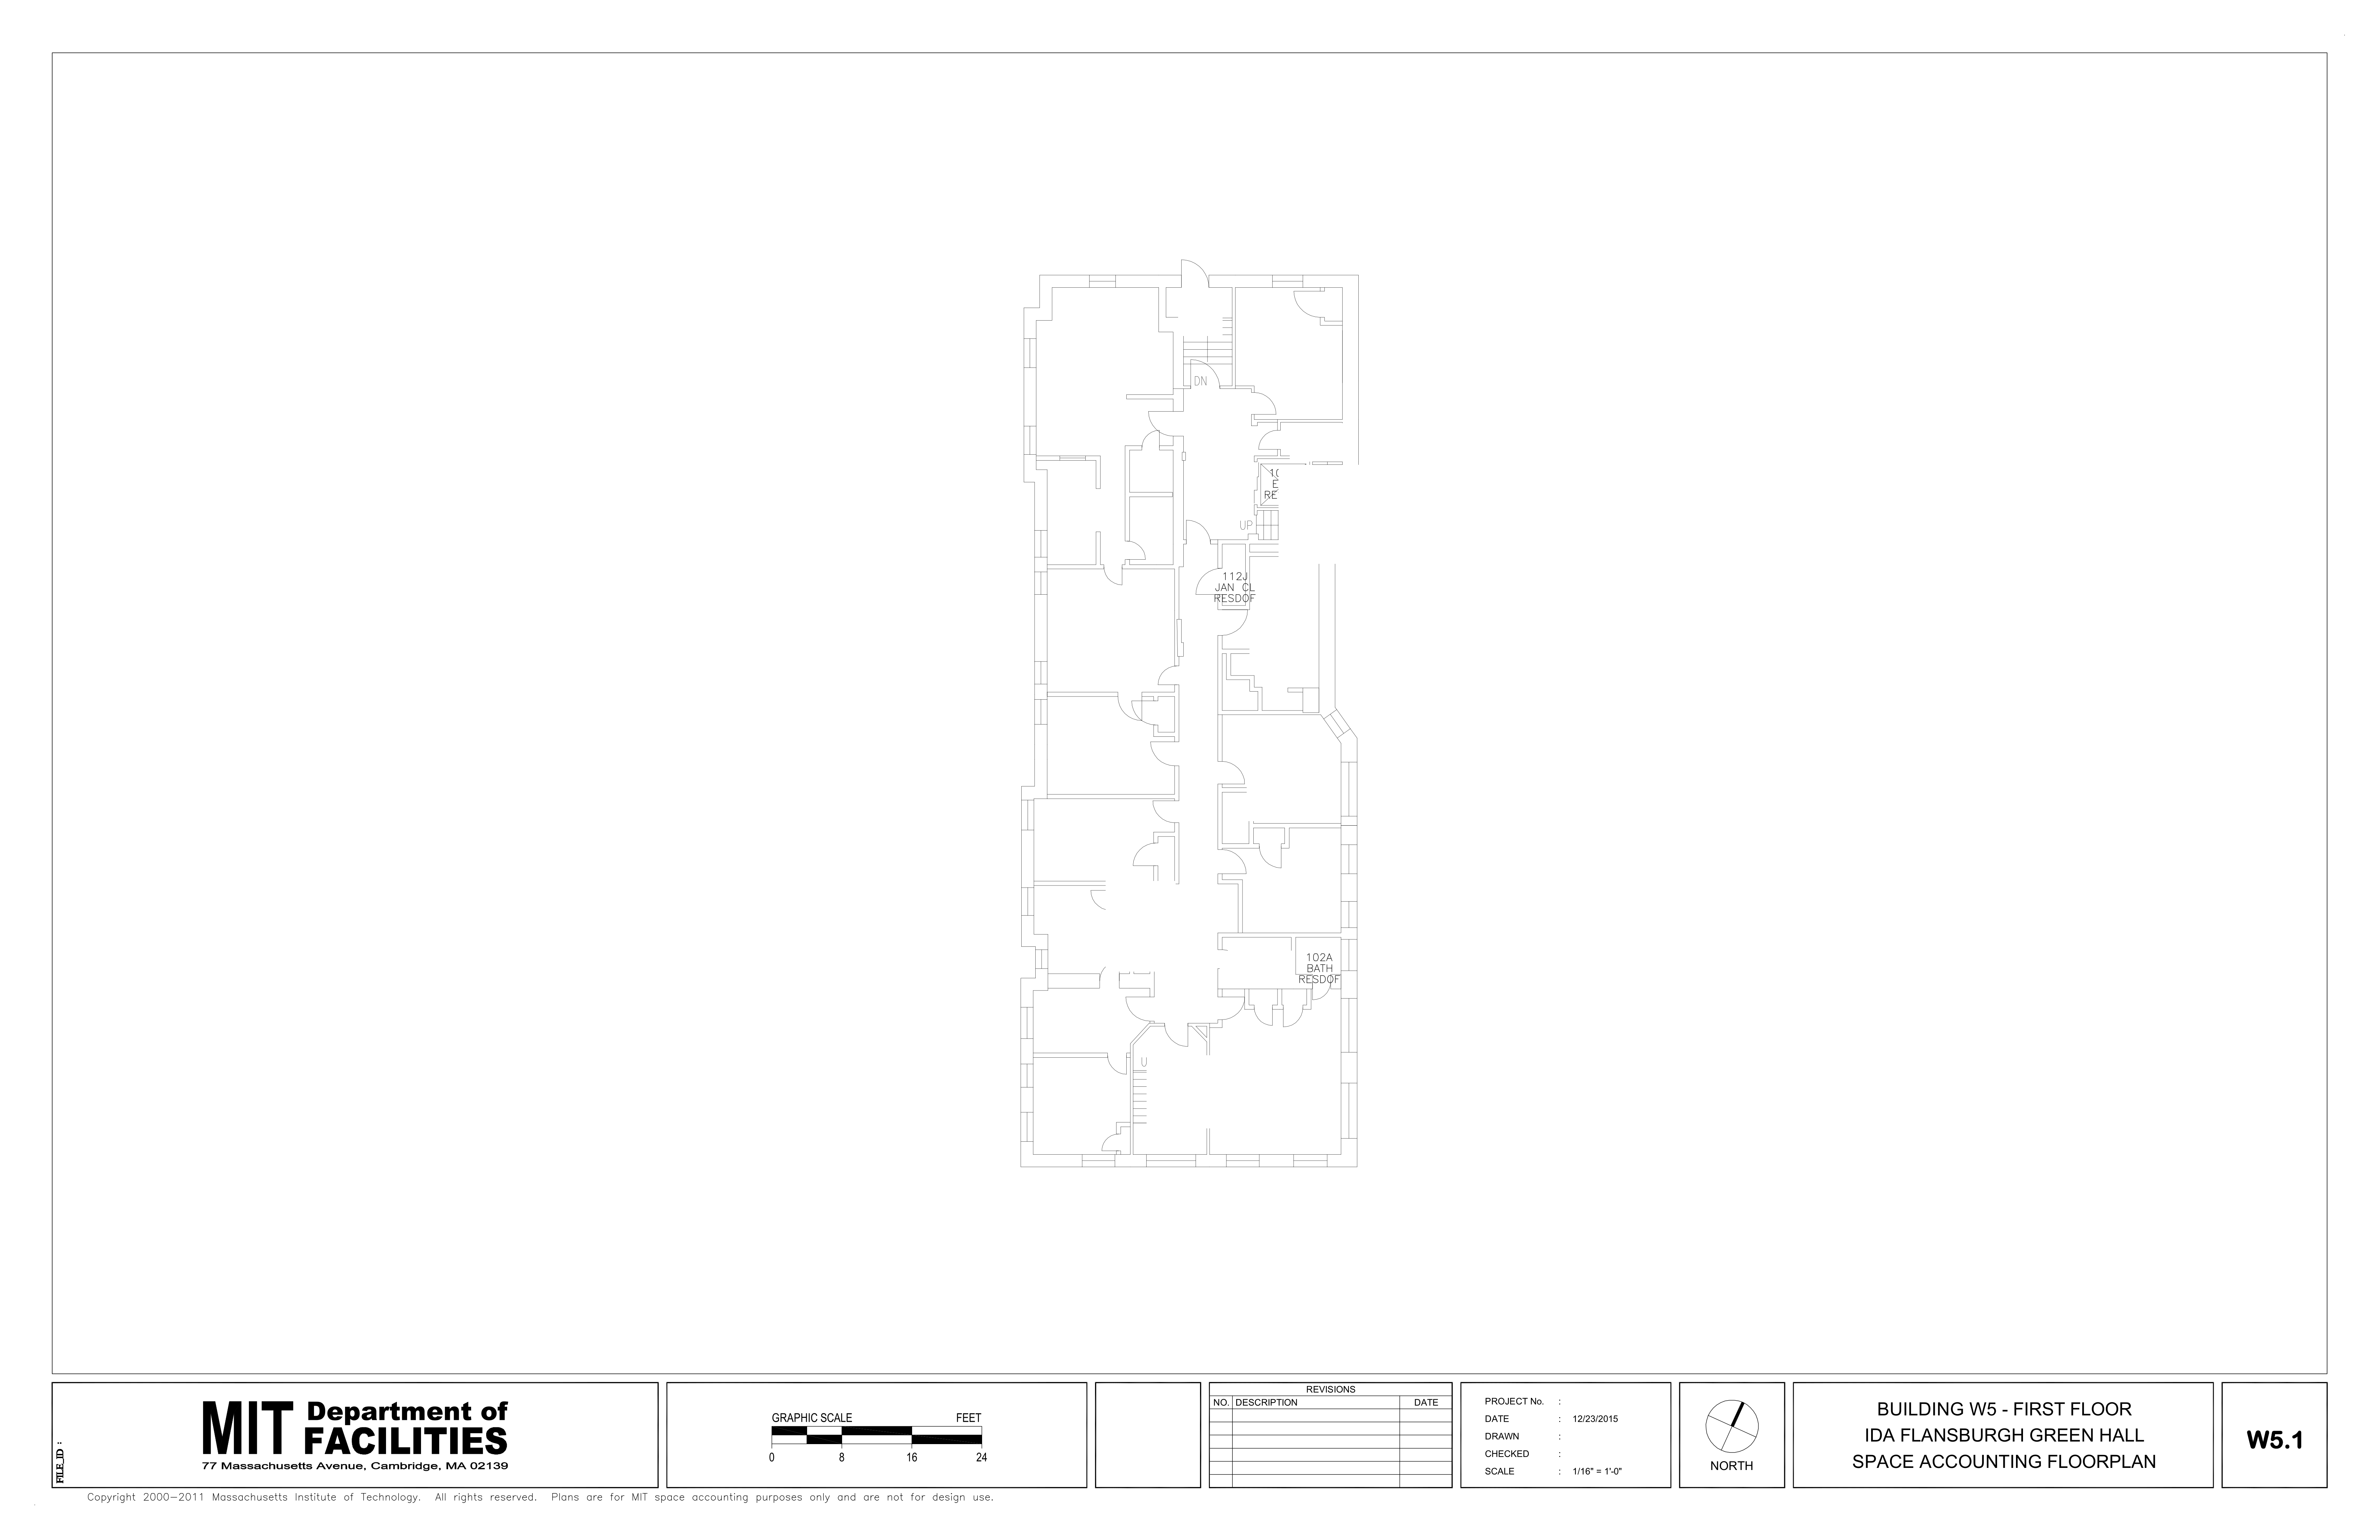 DN
UP
112J
JAN CL
RESDOF
102A
BATH
RESDOF
FILE_ID :
MIT Department of
FACILITIES
77 Massachusetts Avenue, Cambridge, MA 02139
GRAPHIC SCALE FEET
0 8 16 24
REVISIONS
NO. DESCRIPTION DATE
PROJECT No. :
DATE : 12/23/2015
DRAWN :
CHECKED :
SCALE : 1/16" = 1'-0"
NORTH
BUILDING W5 - FIRST FLOOR
IDA FLANSBURGH GREEN HALL
SPACE ACCOUNTING FLOORPLAN
W5.1
Copyright 2000-2011 Massachusetts Institute of Technology. All rights reserved. Plans are for MIT space accounting purposes only and are not for design use.